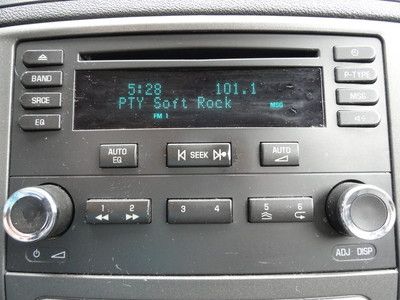 BAND
SRCE
EQ
5:28 101.1
PTY Soft Rock MSG
FM 1
P-TYPE
MSG
AUTO EQ
SEEK
AUTO
1 2
3 4
5 6
ADJ DISP